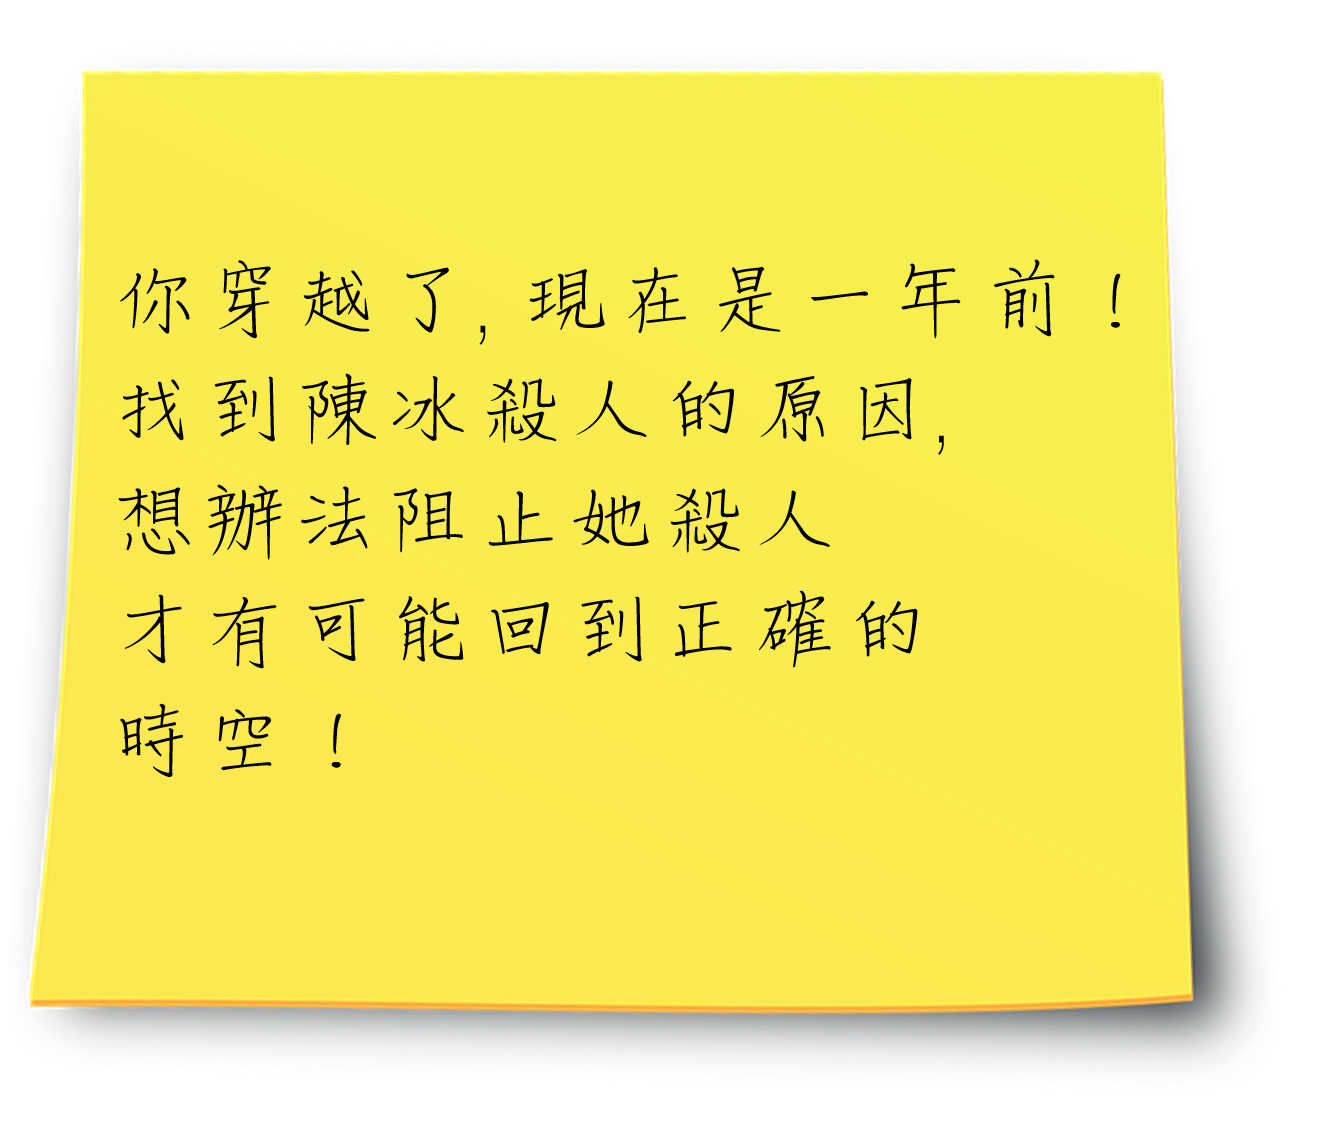 你穿越了,現在是一年前!
找到陳冰殺人的原因,
想辦法阻止她殺人
才有可能回到正確的
時空!